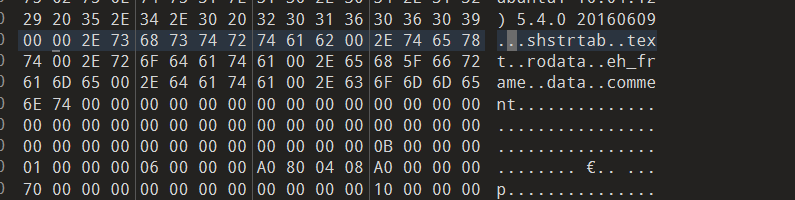 29 20 35 2E 34 2E 30 20 32 30 31 36 30 36 30 39 ) 5.4.0 20160609
00 00 2E 73 68 73 74 72 74 61 62 00 2E 74 65 78 ...shstrtab..tex
74 00 2E 72 6F 64 61 74 61 00 2E 65 68 5F 66 72 t..rodata..eh_fr
61 6D 65 00 2E 64 61 74 61 00 2E 63 6F 6D 6D 65 ame..data..comme
6E 74 00 00 00 00 00 00 00 00 00 00 00 00 00 00 nt..............
00 00 00 00 00 00 00 00 00 00 00 00 00 00 00 00 ................
00 00 00 00 00 00 00 00 00 00 00 00 0B 00 00 00 ................
01 00 00 00 06 00 00 00 A0 80 04 08 A0 00 00 00 ........ €.. ...
70 00 00 00 00 00 00 00 00 00 00 00 10 00 00 00 p...............